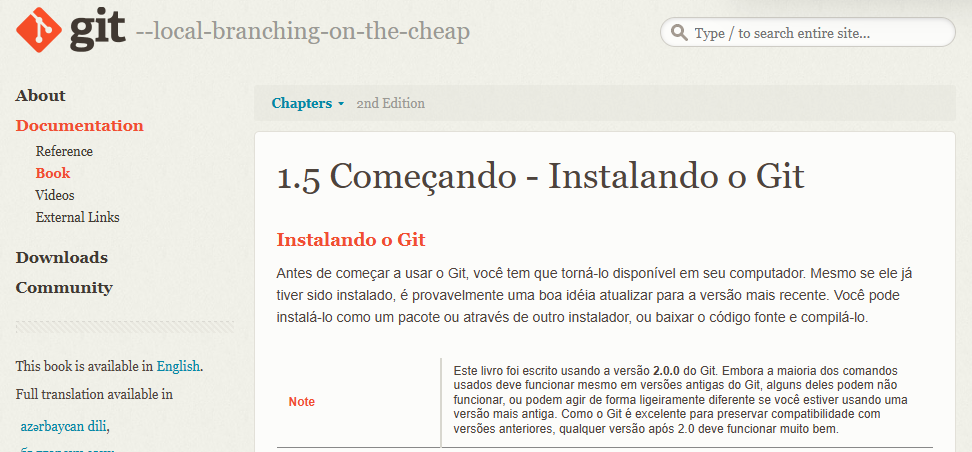 git --local-branching-on-the-cheap
Type / to search entire site...
About
Documentation
Reference
Book
Videos
External Links
Downloads
Community
This book is available in English.
Full translation available in
azərbaycan dili,
Chapters 2nd Edition
1.5 Começando - Instalando o Git
Instalando o Git
Antes de começar a usar o Git, você tem que torná-lo disponível em seu computador. Mesmo se ele já
tiver sido instalado, é provavelmente uma boa idéia atualizar para a versão mais recente. Você pode
instalá-lo como um pacote ou através de outro instalador, ou baixar o código fonte e compilá-lo.
Note
Este livro foi escrito usando a versão 2.0.0 do Git. Embora a maioria dos comandos
usados deve funcionar mesmo em versões antigas do Git, alguns deles podem não
funcionar, ou podem agir de forma ligeiramente diferente se você estiver usando uma
versão mais antiga. Como o Git é excelente para preservar compatibilidade com
versões anteriores, qualquer versão após 2.0 deve funcionar muito bem.